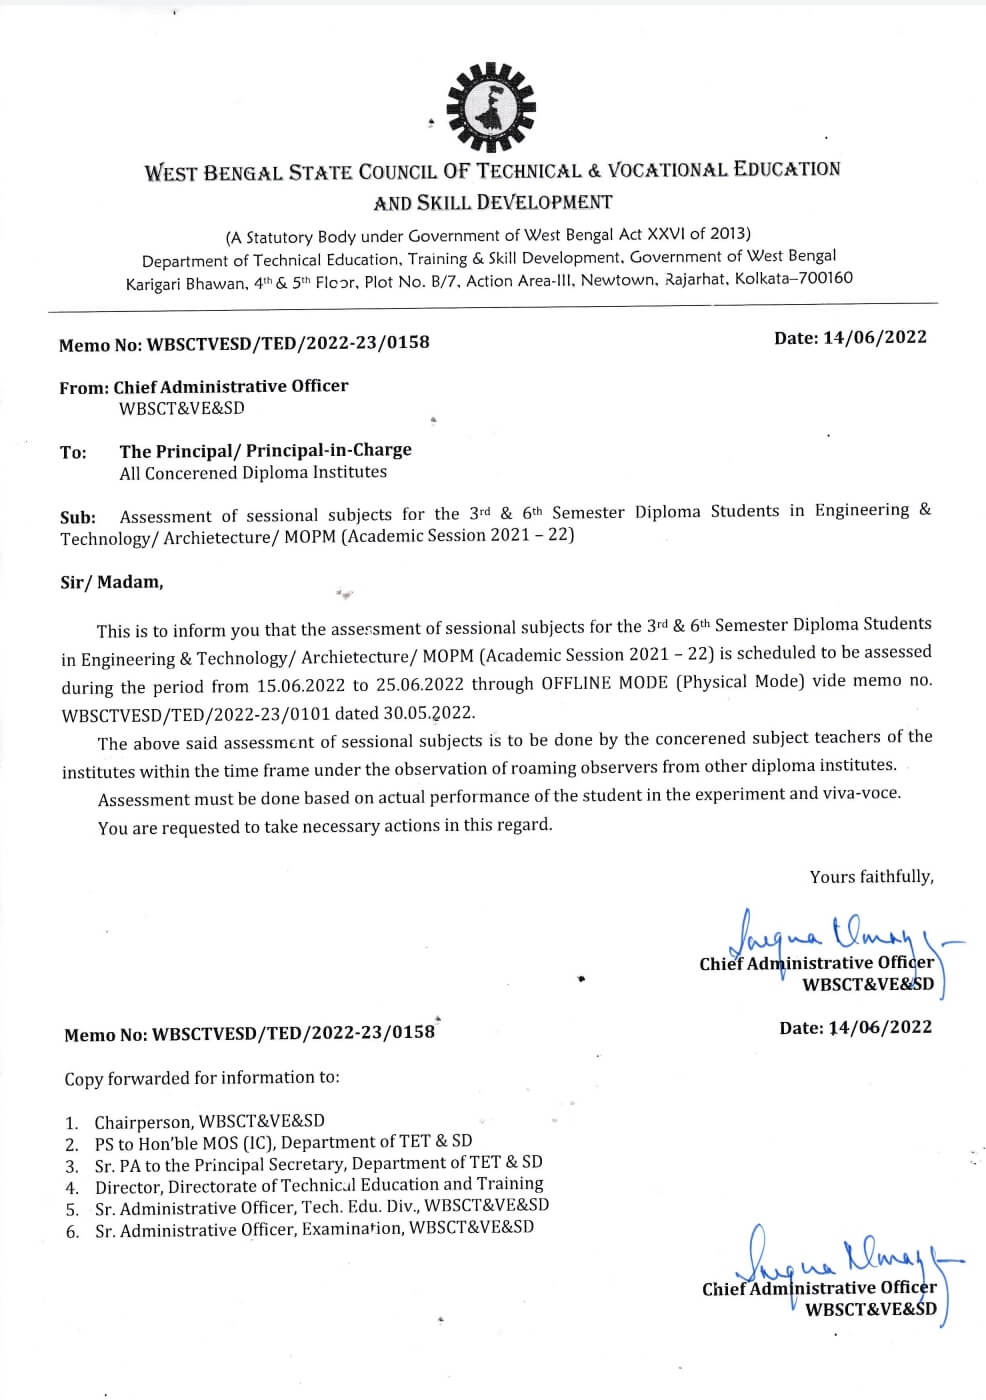 WEST BENGAL STATE COUNCIL OF TECHNICAL & VOCATIONAL EDUCATION
AND SKILL DEVELOPMENT
(A Statutory Body under Government of West Bengal Act XXVI of 2013)
Department of Technical Education, Training & Skill Development, Government of West Bengal
Karigari Bhawan, 4th & 5th Floor, Plot No. B/7, Action Area-III, Newtown, Rajarhat, Kolkata–700160
Memo No: WBSCTVESD/TED/2022-23/0158 Date: 14/06/2022
From: Chief Administrative Officer
WBSCT&VE&SD
To: The Principal/ Principal-in-Charge
All Concerened Diploma Institutes
Sub: Assessment of sessional subjects for the 3rd & 6th Semester Diploma Students in Engineering &
Technology/ Archietecture/ MOPM (Academic Session 2021 – 22)
Sir/ Madam,
This is to inform you that the assessment of sessional subjects for the 3rd & 6th Semester Diploma Students
in Engineering & Technology/ Archietecture/ MOPM (Academic Session 2021 – 22) is scheduled to be assessed
during the period from 15.06.2022 to 25.06.2022 through OFFLINE MODE (Physical Mode) vide memo no.
WBSCTVESD/TED/2022-23/0101 dated 30.05.2022.
The above said assessment of sessional subjects is to be done by the concerened subject teachers of the
institutes within the time frame under the observation of roaming observers from other diploma institutes.
Assessment must be done based on actual performance of the student in the experiment and viva-voce.
You are requested to take necessary actions in this regard.
Yours faithfully,
Chief Administrative Officer
WBSCT&VE&SD
Memo No: WBSCTVESD/TED/2022-23/0158 Date: 14/06/2022
Copy forwarded for information to:
1. Chairperson, WBSCT&VE&SD
2. PS to Hon'ble MOS (IC), Department of TET & SD
3. Sr. PA to the Principal Secretary, Department of TET & SD
4. Director, Directorate of Technical Education and Training
5. Sr. Administrative Officer, Tech. Edu. Div., WBSCT&VE&SD
6. Sr. Administrative Officer, Examination, WBSCT&VE&SD
Chief Administrative Officer
WBSCT&VE&SD